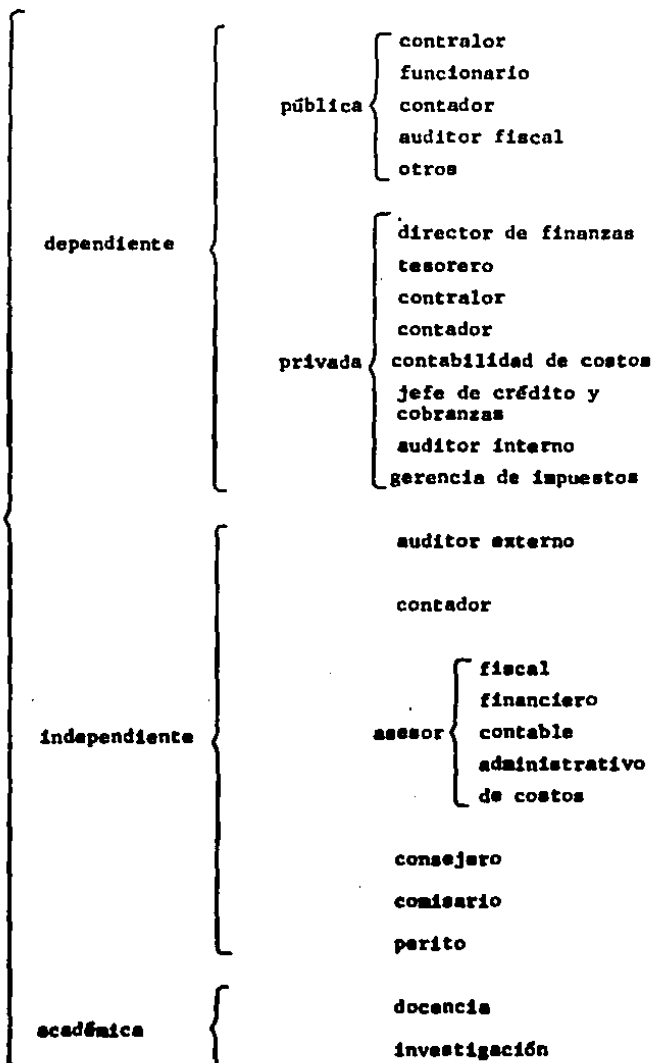 contralor
funcionario
pública
contador
auditor fiscal
otros
dependiente
director de finanzas
tesorero
contralor
contador
privada
contabilidad de costos
jefe de crédito y
cobranzas
auditor interno
gerencia de impuestos
auditor externo
contador
independiente
asesor
fiscal
financiero
contable
administrativo
de costos
consejero
comisario
perito
académica
docencia
investigación